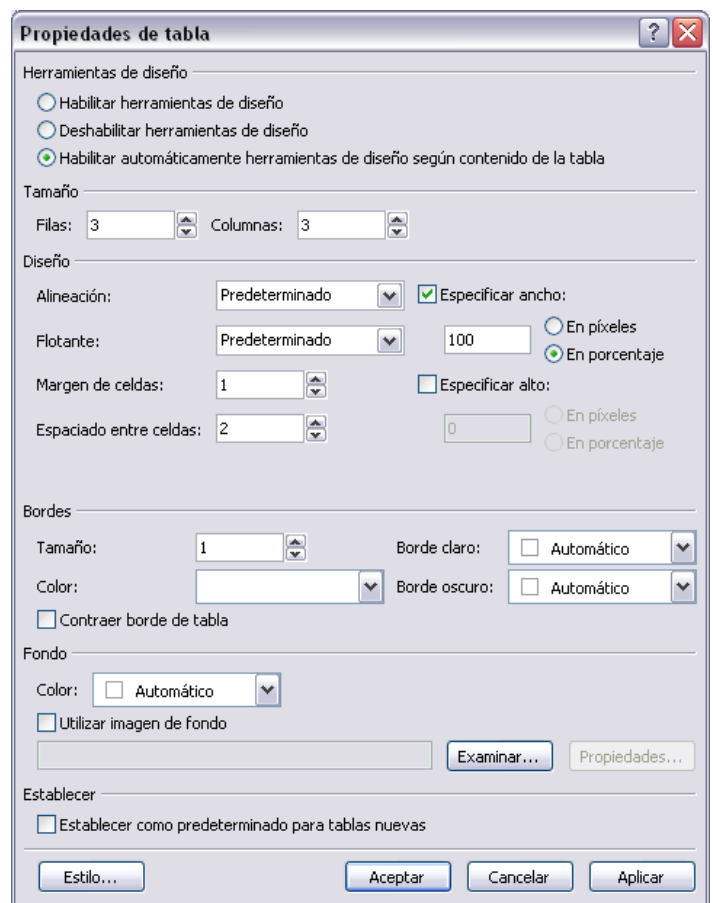 Propiedades de tabla
Herramientas de diseño
Habilitar herramientas de diseño
Deshabilitar herramientas de diseño
Habilitar automáticamente herramientas de diseño según contenido de la tabla
Tamaño
Filas: 3 Columnas: 3
Diseño
Alineación: Predeterminado Especificar ancho:
Flotante: Predeterminado 100 En píxeles
En porcentaje
Margen de celdas: 1 Especificar alto:
Espaciado entre celdas: 2 0 En píxeles
En porcentaje
Bordes
Tamaño: 1 Borde claro: Automático
Color: Borde oscuro: Automático
Contraer borde de tabla
Fondo
Color: Automático
Utilizar imagen de fondo
Examinar... Propiedades...
Establecer
Establecer como predeterminado para tablas nuevas
Estilo... Aceptar Cancelar Aplicar